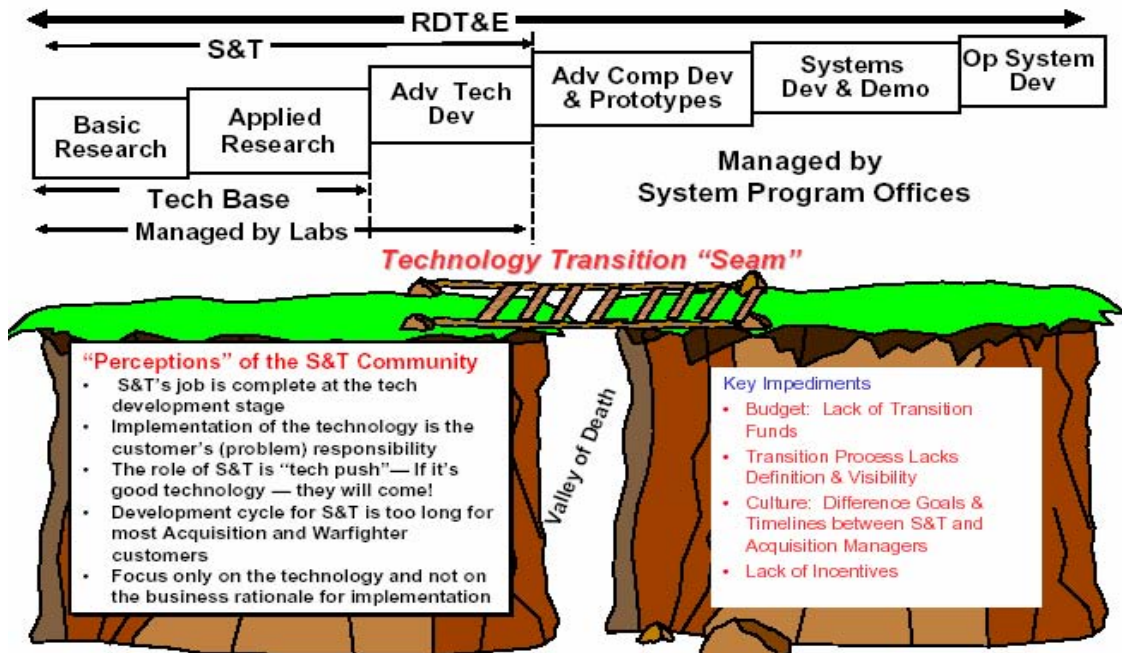 RDT&E
S&T
Basic
Research
Applied
Research
Adv Tech
Dev
Adv Comp Dev
& Prototypes
Systems
Dev & Demo
Op System
Dev
Tech Base
Managed by Labs
Managed by
System Program Offices
Technology Transition “Seam”
“Perceptions” of the S&T Community
• S&T’s job is complete at the tech
development stage
• Implementation of the technology is the
customer’s (problem) responsibility
• The role of S&T is “tech push”— If it’s
good technology — they will come!
• Development cycle for S&T is too long for
most Acquisition and Warfighter
customers
• Focus only on the technology and not on
the business rationale for implementation
Valley of Death
Key Impediments
• Budget: Lack of Transition
Funds
• Transition Process Lacks
Definition & Visibility
• Culture: Difference Goals &
Timelines between S&T and
Acquisition Managers
• Lack of Incentives